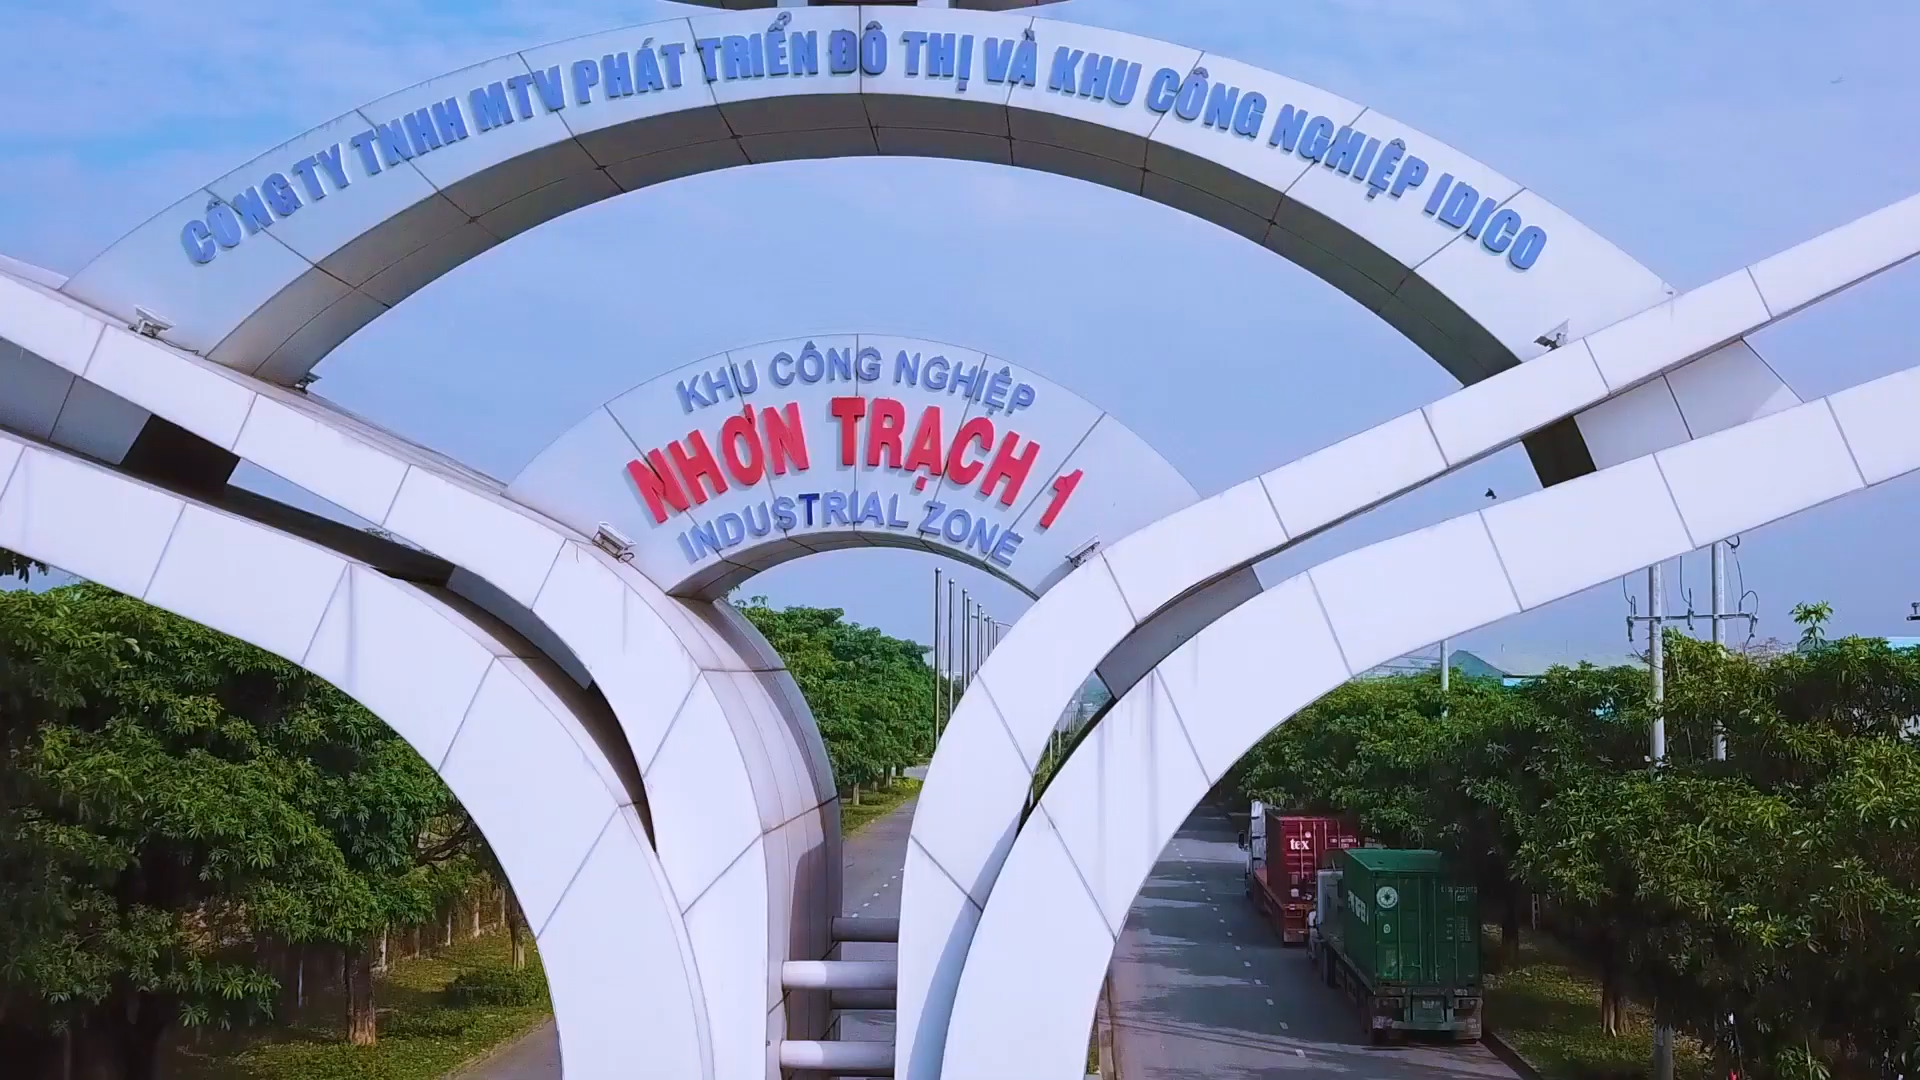 CÔNG TY TNHH MTV PHÁT TRIỂN ĐÔ THỊ VÀ KHU CÔNG NGHIỆP IDICO
KHU CÔNG NGHIỆP
NHƠN TRẠCH 1
INDUSTRIAL ZONE
tex